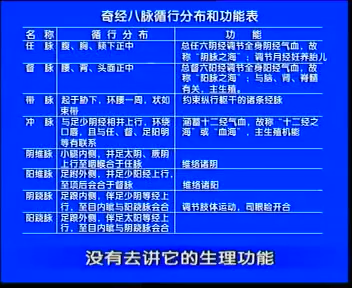 奇经八脉循行分布和功能表
名 称 循 行 分 布 功 能
任 脉 腹、胸、颏下正中 总任六阴经调节全身阴经气血，故称“阴脉之海”；调节月经妊养胎儿
督 脉 腰、背、头面正中 总督六阳经调节全身阳经气血，故称“阳脉之海”；与脑、肾、脊髓有关，主生殖。
带 脉 起于胁下，环腰一周，状如束带 约束纵行躯干的诸条经脉
冲 脉 与足少阴经相并上行，环绕口唇，且与任、督、足阳明等有联系 涵蓄十二经气血，故称“十二经之海”或“血海”，主生殖机能
阴维脉 小腿内侧，并足太阴、厥阴上行至咽喉合于任脉 维络诸阴
阳维脉 足跗外侧，并足少阳经上行，至项后会合于督脉 维络诸阳
阴跷脉 足跟内侧，伴足少阴等经上行，至目内眦与阳跷脉会合 调节肢体运动，司眼睑开合
阳跷脉 足跟外侧，伴足太阳等经上行，至目内眦与阴跷脉会合
没有去讲它的生理功能